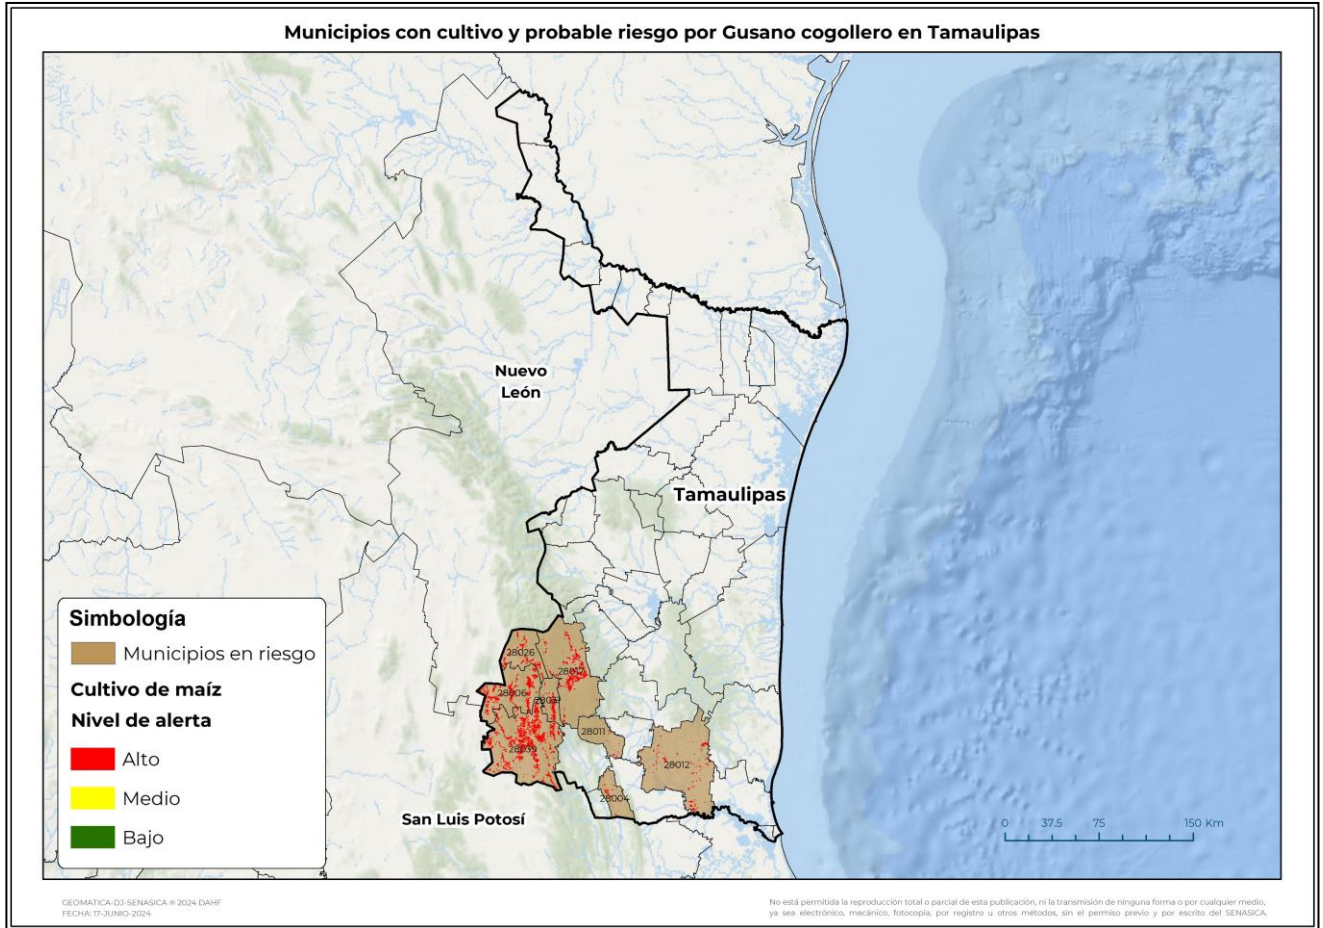 Municipios con cultivo y probable riesgo por Gusano cogollero en Tamaulipas
Nuevo
León
Tamaulipas
28026
28017
28006
28039
28011
28012
28004
San Luis Potosí
Simbología
Municipios en riesgo
Cultivo de maíz
Nivel de alerta
Alto
Medio
Bajo
0 37.5 75 150 Km
GEOMATICA-DJ-SENASICA ® 2024 DAHF
FECHA: 17-JUNIO-2024
No está permitida la reproducción total o parcial de esta publicación, ni la transmisión de ninguna forma o por cualquier medio,
ya sea electrónico, mecánico, fotocopia, por registro u otros métodos, sin el permiso previo y por escrito del SENASICA.